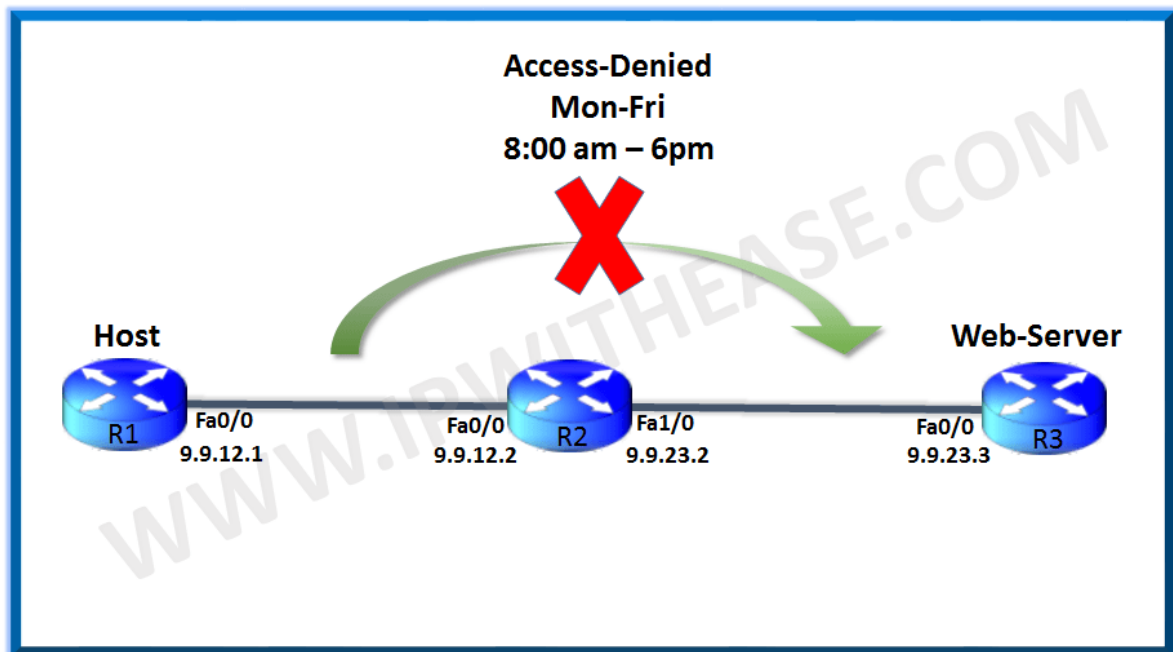 Access-Denied
Mon-Fri
8:00 am – 6pm
Host
Web-Server
R1
Fa0/0
9.9.12.1
Fa0/0
9.9.12.2
R2
Fa1/0
9.9.23.2
Fa0/0
9.9.23.3
R3
WWW.IPWITHEASE.COM